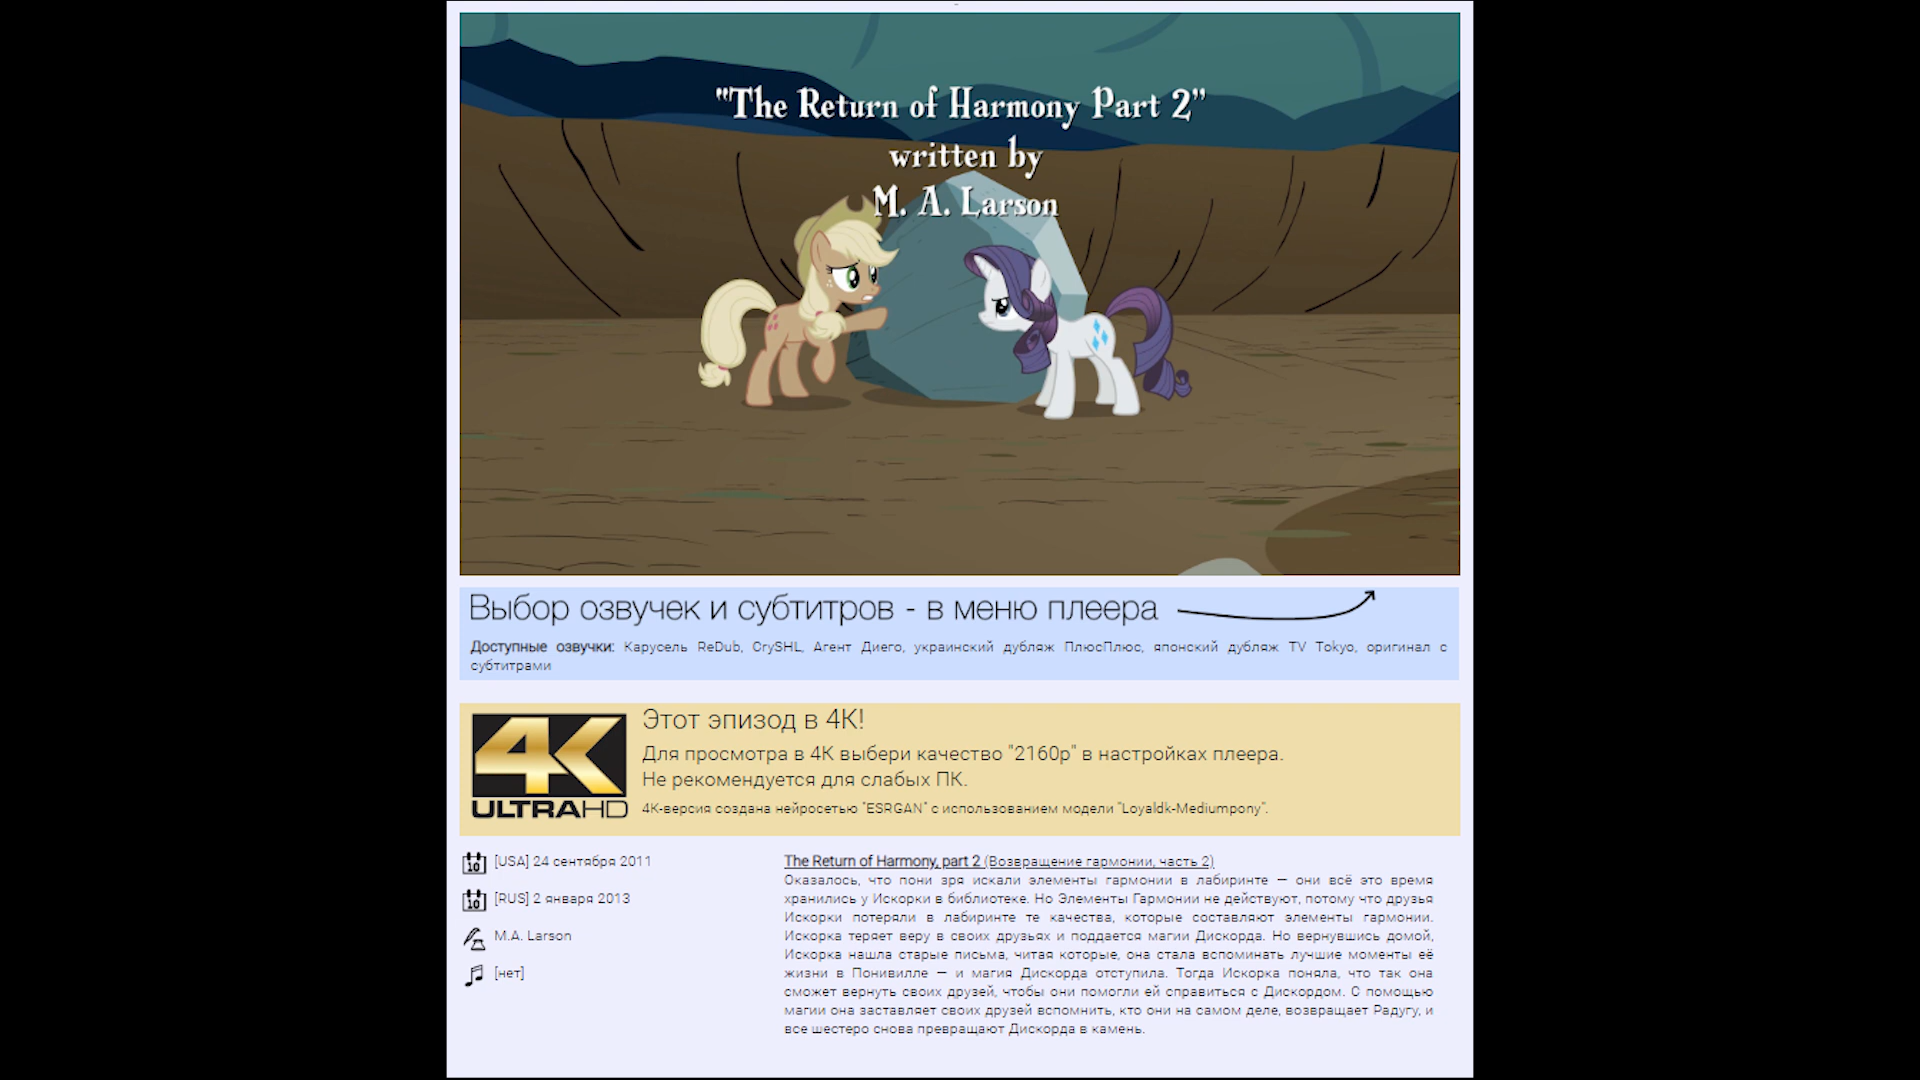 "The Return of Harmony Part 2"
written by
M. A. Larson
Выбор озвучек и субтитров - в меню плеера
Доступные озвучки: Карусель ReDub, CrySHL, Агент Диего, украинский дубляж ПлюсПлюс, японский дубляж TV Tokyo, оригинал с
субтитрами
4K
ULTRAHD
Этот эпизод в 4К!
Для просмотра в 4К выбери качество "2160p" в настройках плеера.
Не рекомендуется для слабых ПК.
4К-версия создана нейросетью "ESRGAN" с использованием модели "Loyaldk-Mediumpony".
10 [USA] 24 сентября 2011
10 [RUS] 2 января 2013
M.A. Larson
[нет]
The Return of Harmony, part 2 (Возвращение гармонии, часть 2)
Оказалось, что пони зря искали элементы гармонии в лабиринте — они всё это время
хранились у Искорки в библиотеке. Но Элементы Гармонии не действуют, потому что друзья
Искорки потеряли в лабиринте те качества, которые составляют элементы гармонии.
Искорка теряет веру в своих друзьях и поддается магии Дискорда. Но вернувшись домой,
Искорка нашла старые письма, читая которые, она стала вспоминать лучшие моменты её
жизни в Понивилле — и магия Дискорда отступила. Тогда Искорка поняла, что так она
сможет вернуть своих друзей, чтобы они помогли ей справиться с Дискордом. С помощью
магии она заставляет своих друзей вспомнить, кто они на самом деле, возвращает Радугу, и
все шестеро снова превращают Дискорда в камень.